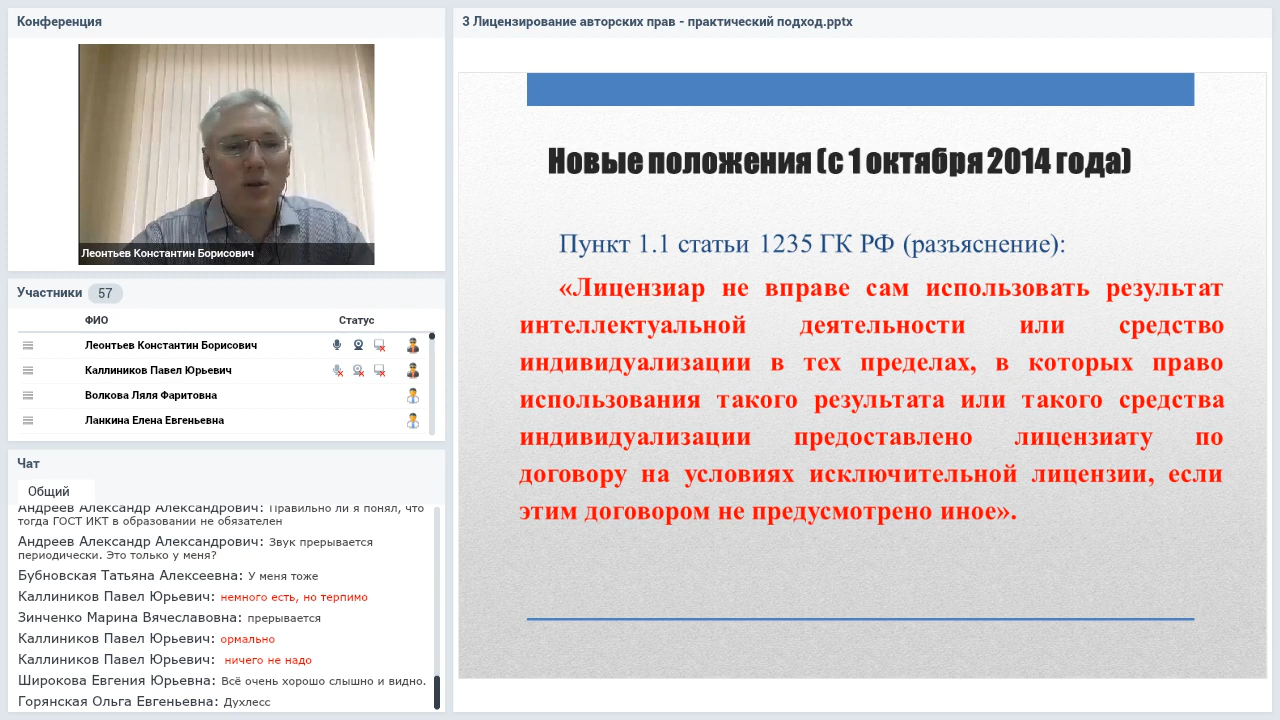 Конференция
Леонтьев Константин Борисович
Участники 57
ФИО Статус
Леонтьев Константин Борисович
Каллиников Павел Юрьевич
Волкова Ляля Фаритовна
Ланкина Елена Евгеньевна
Чат
Общий
Андреев Александр Александрович: Правильно ли я понял, что
тогда ГОСТ ИКТ в образовании не обязателен
Андреев Александр Александрович: Звук прерывается
периодически. Это только у меня?
Бубновская Татьяна Алексеевна: У меня тоже
Каллиников Павел Юрьевич: немного есть, но терпимо
Зинченко Марина Вячеславовна: прерывается
Каллиников Павел Юрьевич: ормально
Каллиников Павел Юрьевич: ничего не надо
Широкова Евгения Юрьевна: Всё очень хорошо слышно и видно.
Горянская Ольга Евгеньевна: Духлесс
3 Лицензирование авторских прав - практический подход.pptx
Новые положения (с 1 октября 2014 года)
Пункт 1.1 статьи 1235 ГК РФ (разъяснение):
«Лицензиар не вправе сам использовать результат
интеллектуальной деятельности или средство
индивидуализации в тех пределах, в которых право
использования такого результата или такого средства
индивидуализации предоставлено лицензиату по
договору на условиях исключительной лицензии, если
этим договором не предусмотрено иное».